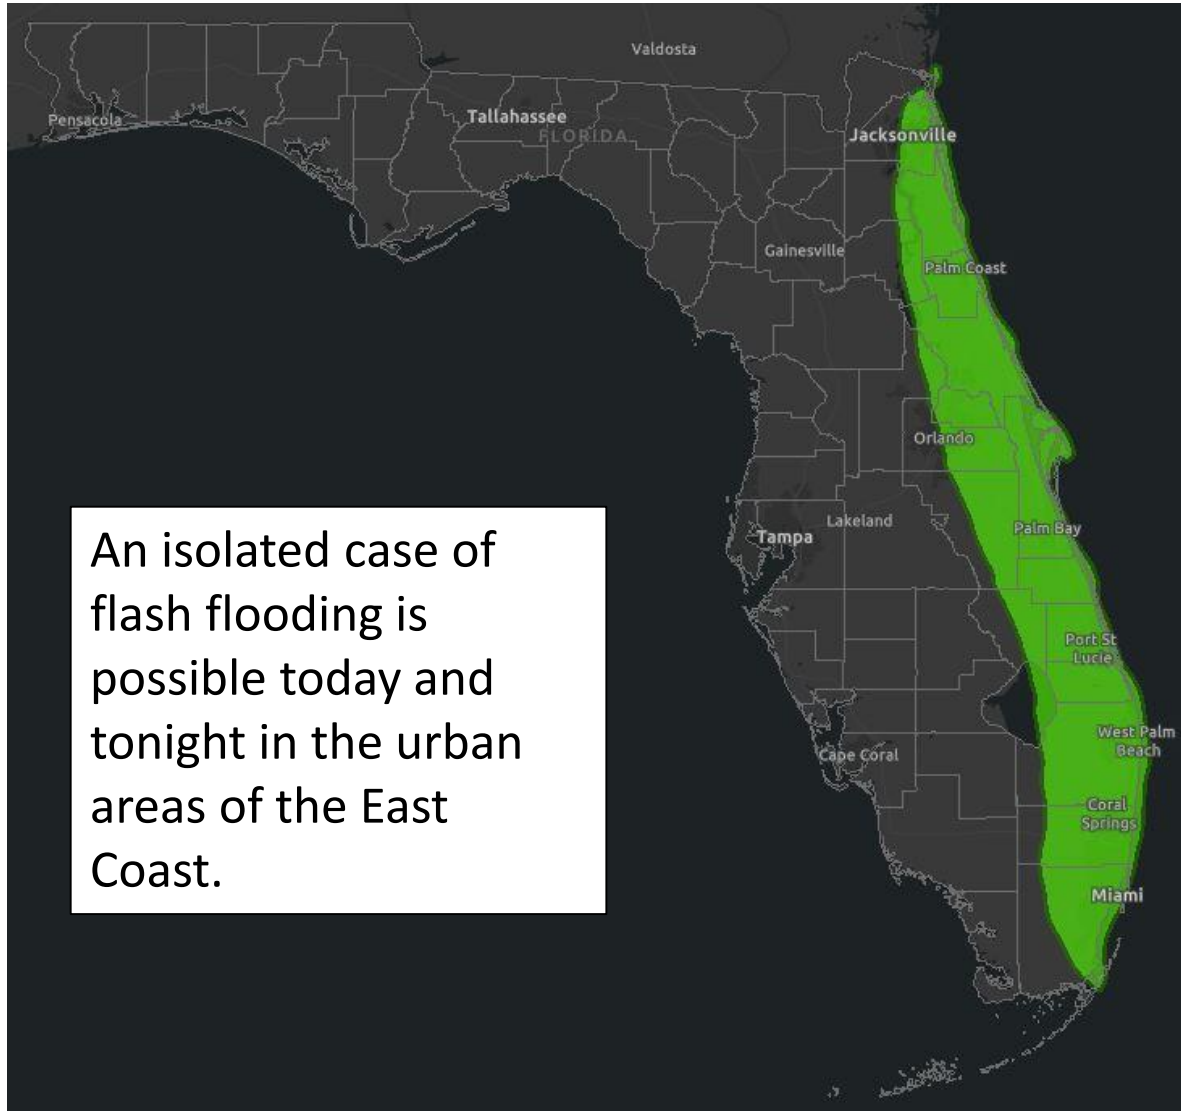 Valdosta
Pensacola
Tallahassee
FLORIDA
Jacksonville
Gainesville
Palm Coast
Orlando
Lakeland
Palm Bay
Tampa
Port St
Lucie
West Palm
Beach
Cape Coral
Coral
Springs
Miami
An isolated case of
flash flooding is
possible today and
tonight in the urban
areas of the East
Coast.